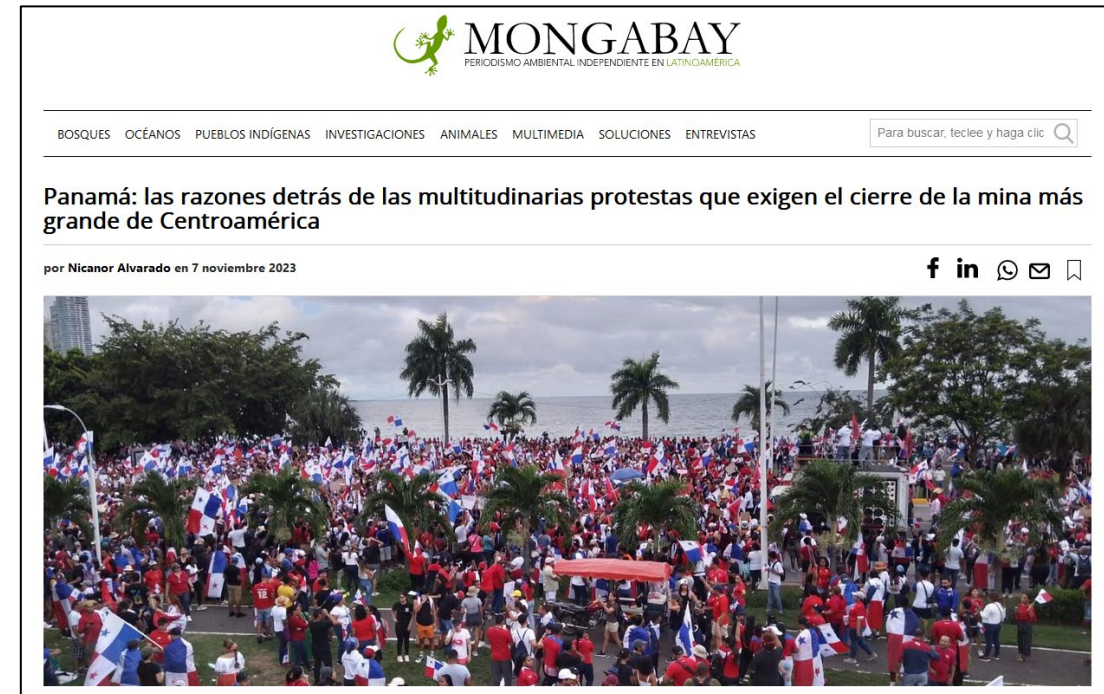 MONGABAY
PERIODISMO AMBIENTAL INDEPENDIENTE EN LATINOAMÉRICA
BOSQUES OCÉANOS PUEBLOS INDÍGENAS INVESTIGACIONES ANIMALES MULTIMEDIA SOLUCIONES ENTREVISTAS
Para buscar, teclee y haga clic
Panamá: las razones detrás de las multitudinarias protestas que exigen el cierre de la mina más
grande de Centroamérica
por Nicanor Alvarado en 7 noviembre 2023
f in
12